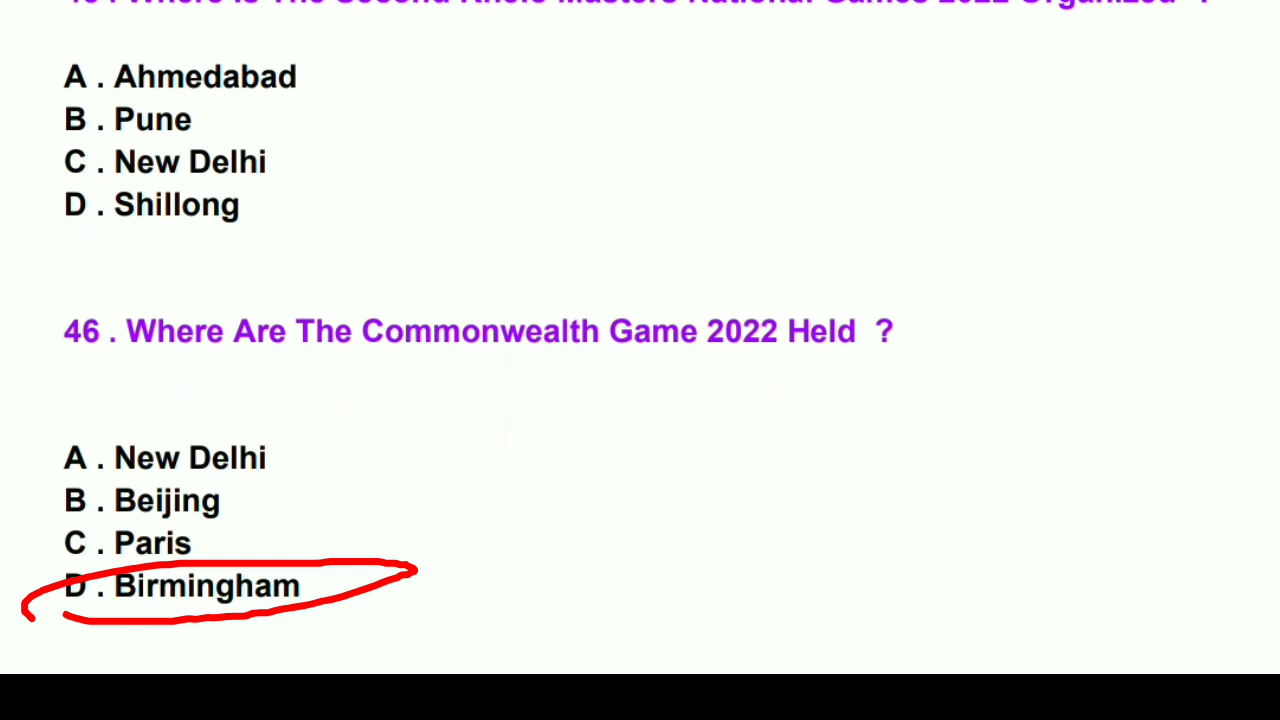 Where Is The Second Khelo Masters National Games 2022 Organized ?
A . Ahmedabad
B . Pune
C . New Delhi
D . Shillong
46 . Where Are The Commonwealth Game 2022 Held ?
A . New Delhi
B . Beijing
C . Paris
D . Birmingham